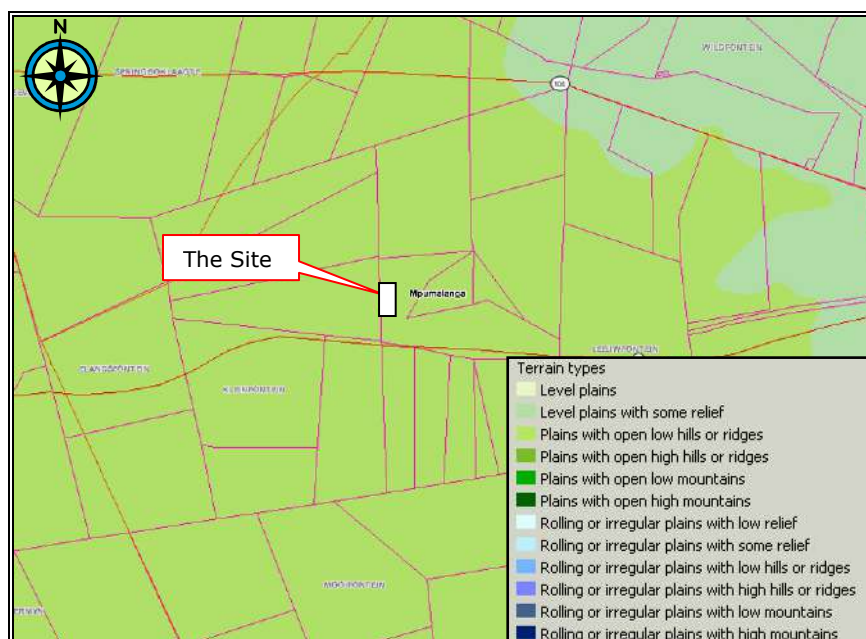 N
SPRINGBOKLAAGTE
WILDFONTEIN
The Site
Mpumalanga
LEEUWFONTEIN
KLEINFONTEIN
MOOIFONTEIN
Terrain types
Level plains
Level plains with some relief
Plains with open low hills or ridges
Plains with open high hills or ridges
Plains with open low mountains
Plains with open high mountains
Rolling or irregular plains with low relief
Rolling or irregular plains with some relief
Rolling or irregular plains with low hills or ridges
Rolling or irregular plains with high hills or ridges
Rolling or irregular plains with low mountains
Rolling or irregular plains with high mountains